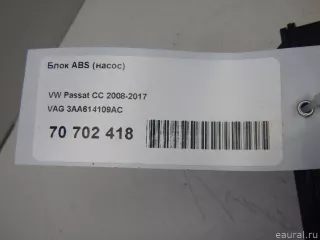 Блок ABS (насос)
VW Passat CC 2008-2017
VAG 3AA614109AC
70 702 418
eaural.ru